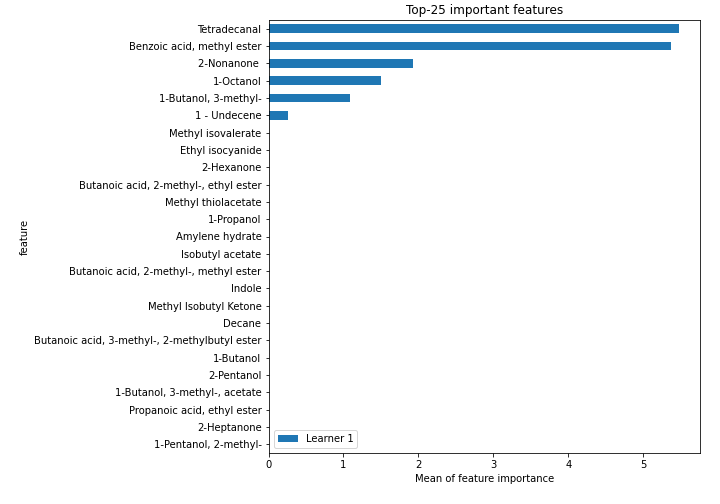 Top-25 important features
Tetradecanal
Benzoic acid, methyl ester
2-Nonanone
1-Octanol
1-Butanol, 3-methyl-
1 - Undecene
Methyl isovalerate
Ethyl isocyanide
2-Hexanone
Butanoic acid, 2-methyl-, ethyl ester
Methyl thiolacetate
1-Propanol
Amylene hydrate
Isobutyl acetate
Butanoic acid, 2-methyl-, methyl ester
Indole
Methyl Isobutyl Ketone
Decane
Butanoic acid, 3-methyl-, 2-methylbutyl ester
1-Butanol
2-Pentanol
1-Butanol, 3-methyl-, acetate
Propanoic acid, ethyl ester
2-Heptanone
1-Pentanol, 2-methyl-
feature
Learner 1
0 1 2 3 4 5
Mean of feature importance